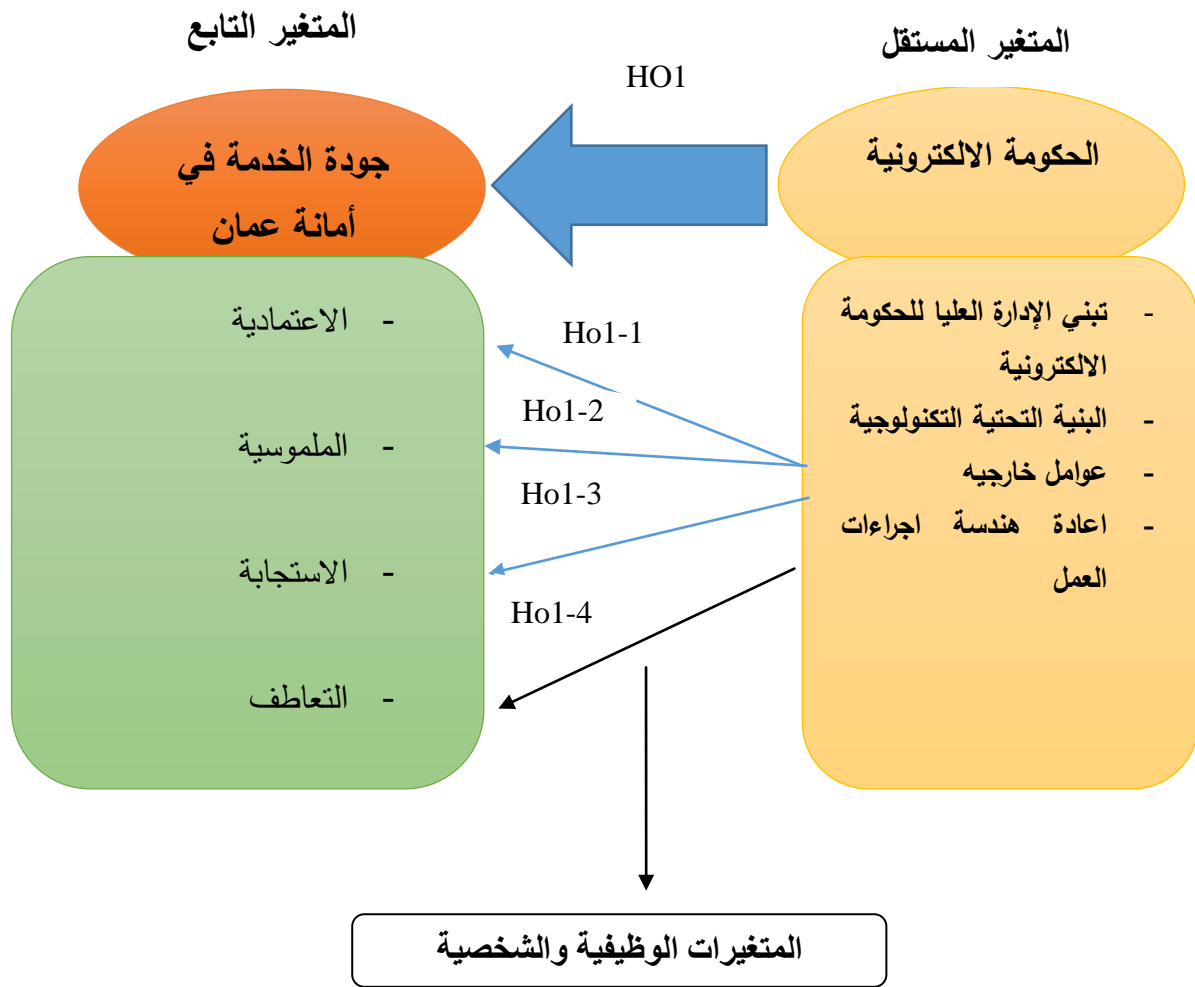 المتغير المستقل
المتغير التابع
HO1
الحكومة الالكترونية
جودة الخدمة في
أمانة عمان
- تبني الإدارة العليا للحكومة
الالكترونية
- البنية التحتية التكنولوجية
- عوامل خارجيه
- اعادة هندسة اجراءات
العمل
Ho1-1
Ho1-2
Ho1-3
Ho1-4
- الاعتمادية
- الملموسية
- الاستجابة
- التعاطف
المتغيرات الوظيفية والشخصية